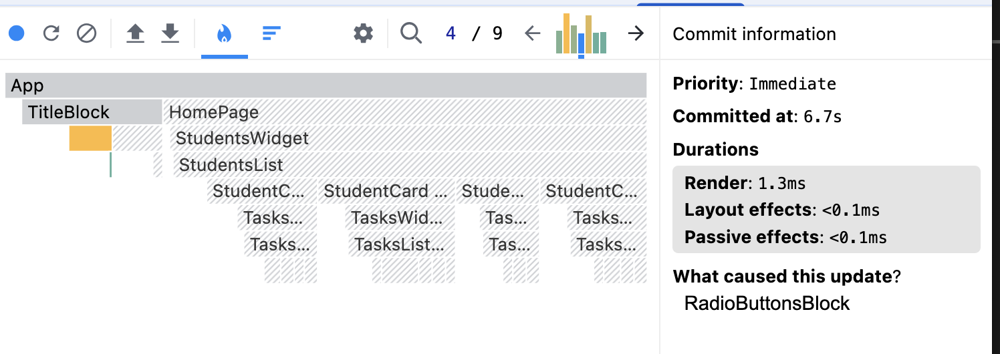 4 / 9
Commit information
App
TitleBlock
HomePage
StudentsWidget
StudentsList
StudentC... StudentCard ... Stude... StudentC...
Tasks... TasksWid... Tas... Tasks...
Tasks... TasksList... Tas... Tasks...
Priority: Immediate
Committed at: 6.7s
Durations
Render: 1.3ms
Layout effects: <0.1ms
Passive effects: <0.1ms
What caused this update?
RadioButtonsBlock